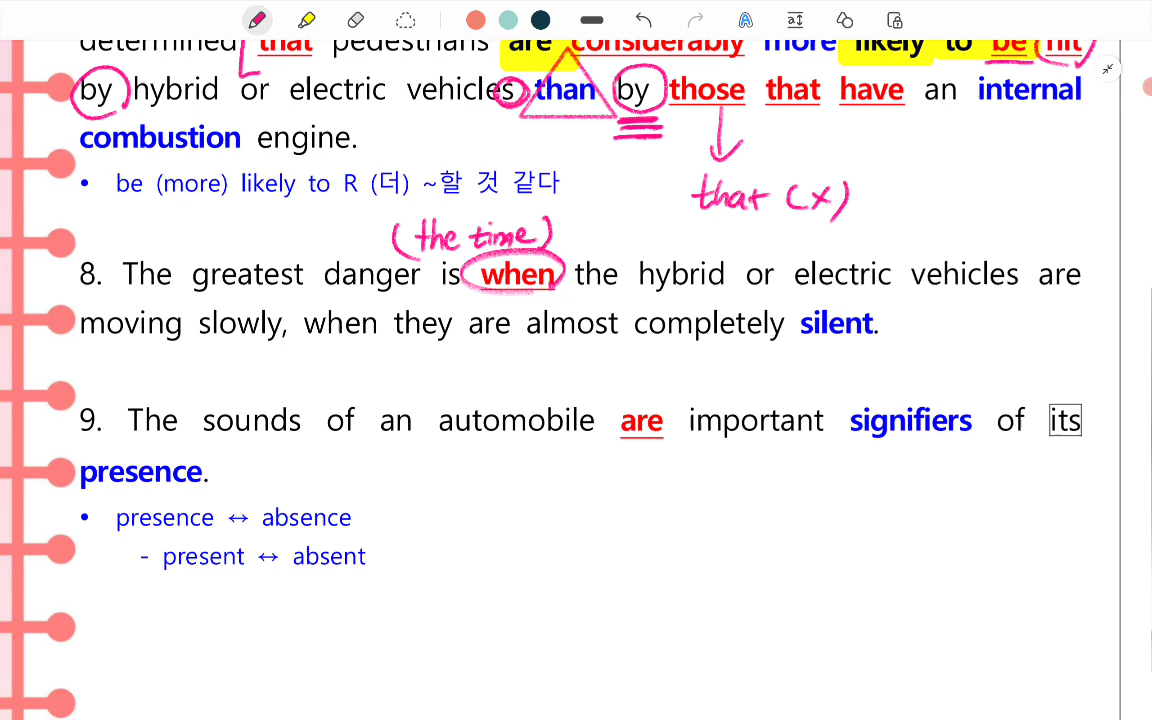 determined that pedestrians are considerably more likely to be hit
by hybrid or electric vehicles than by those that have an internal
combustion engine.
• be (more) likely to R (더) ~할 것 같다
that (x)
(the time)
8. The greatest danger is when the hybrid or electric vehicles are
moving slowly, when they are almost completely silent.
9. The sounds of an automobile are important signifiers of its
presence.
• presence ↔ absence
- present ↔ absent